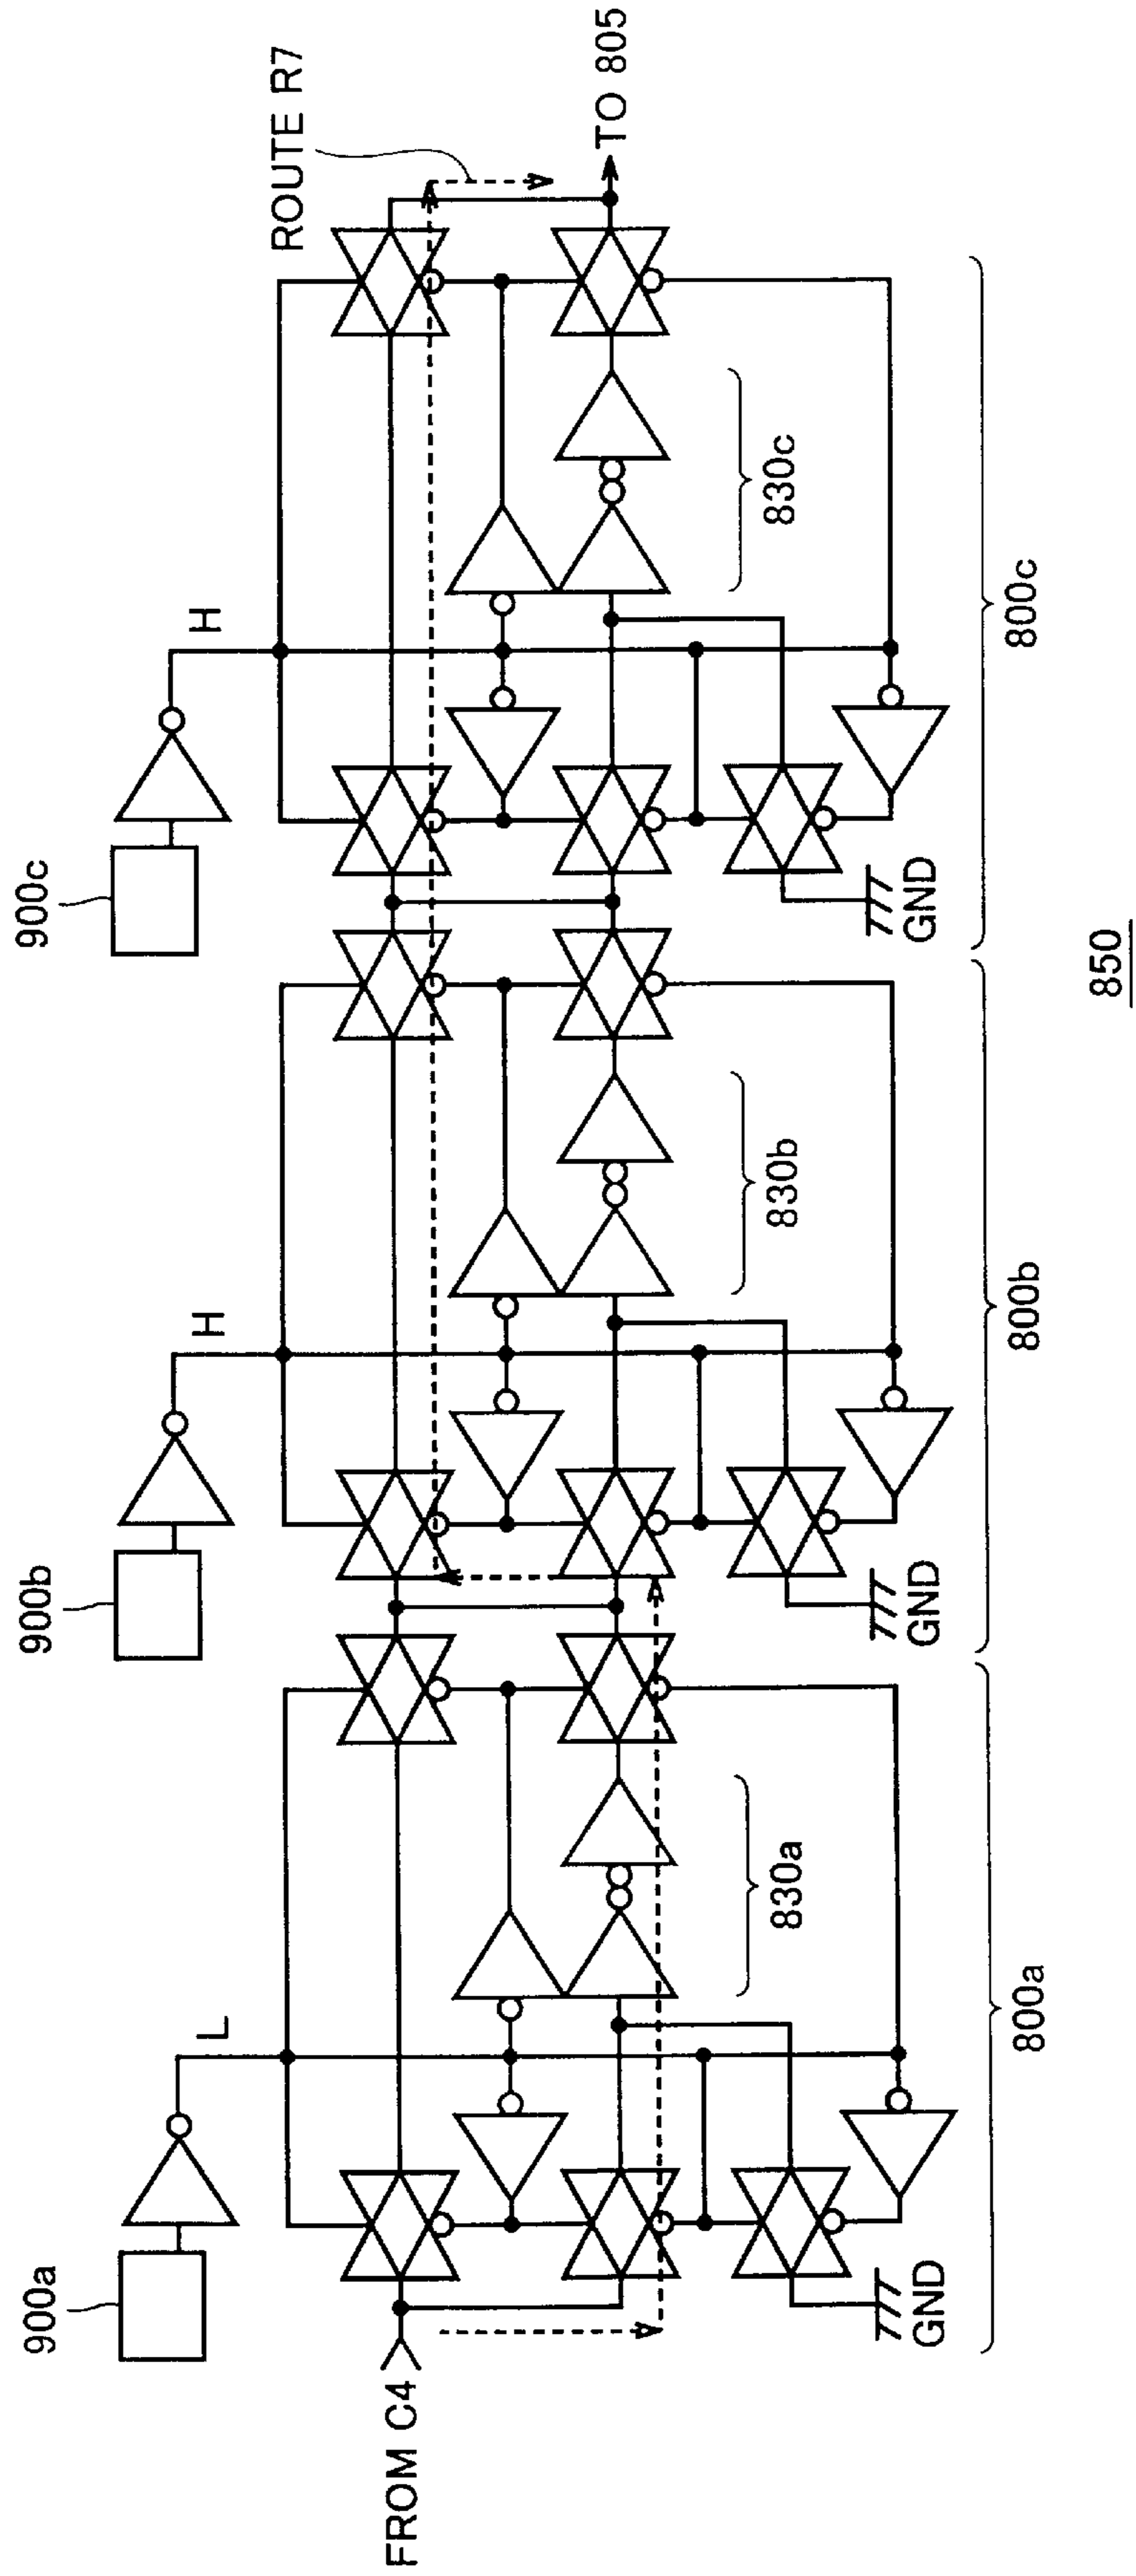 ROUTE R7
900a
900b
900c
L
H
H
FROM C4
TO 805
830a
830b
830c
GND
GND
GND
800a
800b
800c
850